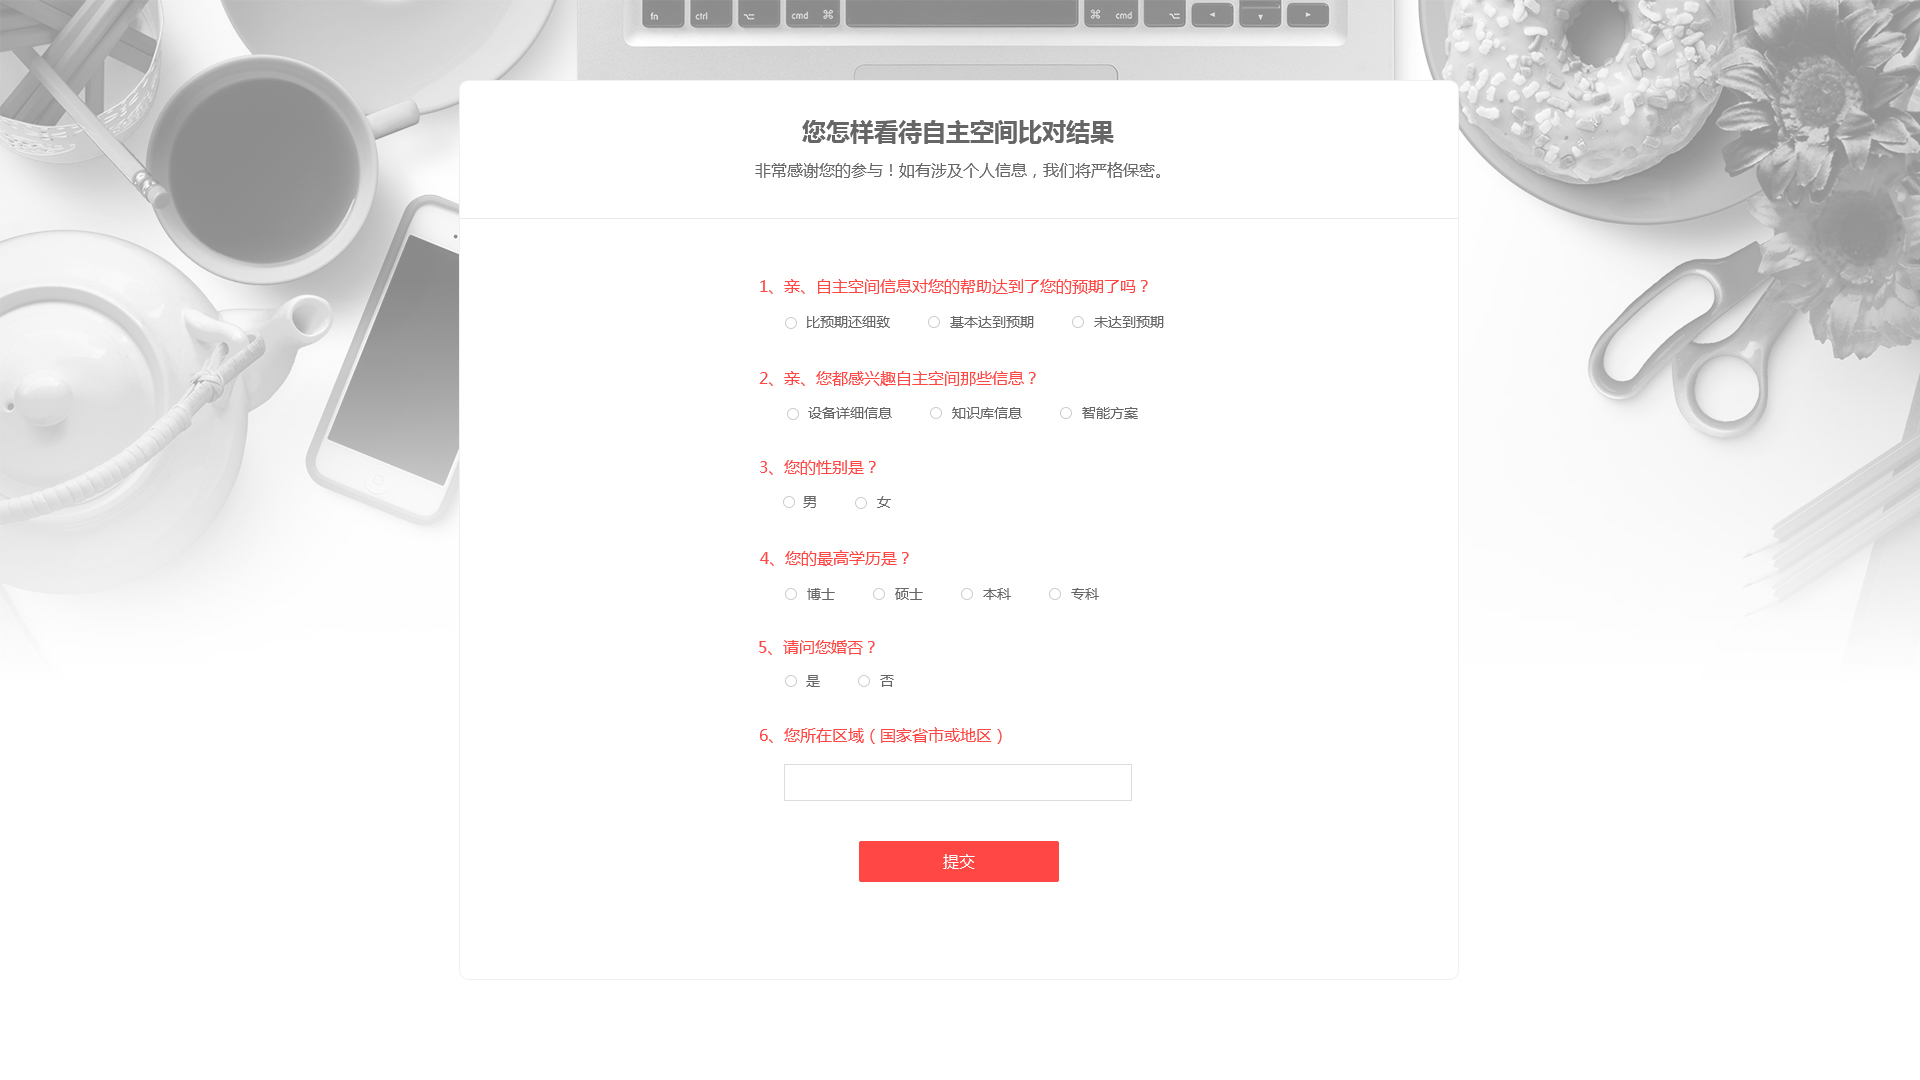 fn ctrl ⌥ cmd ⌘ ⌘ cmd ⌥ ◄ ▼ ►
您怎样看待自主空间比对结果
非常感谢您的参与！如有涉及个人信息，我们将严格保密。
1、亲、自主空间信息对您的帮助达到了您的预期了吗？
比预期还细致 基本达到预期 未达到预期
2、亲、您都感兴趣自主空间那些信息？
设备详细信息 知识库信息 智能方案
3、您的性别是？
男 女
4、您的最高学历是？
博士 硕士 本科 专科
5、请问您婚否？
是 否
6、您所在区域（国家省市或地区）
提交